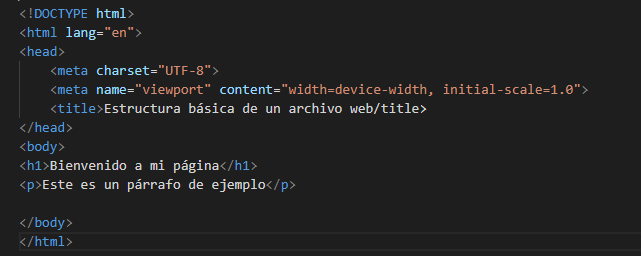 <!DOCTYPE html>
<html lang="en">
<head>
    <meta charset="UTF-8">
    <meta name="viewport" content="width=device-width, initial-scale=1.0">
    <title>Estructura básica de un archivo web/title>
</head>
<body>
<h1>Bienvenido a mi página</h1>
<p>Este es un párrafo de ejemplo</p>

</body>
</html>